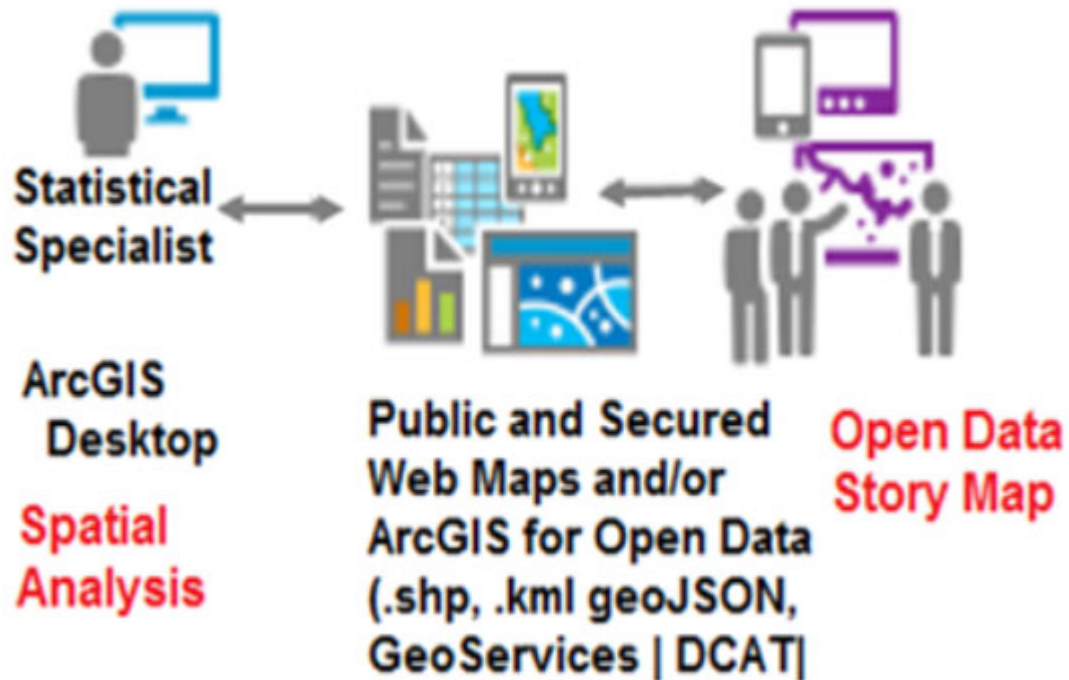 Statistical
Specialist
ArcGIS
Desktop
Spatial
Analysis
Public and Secured
Web Maps and/or
ArcGIS for Open Data
(.shp, .kml geoJSON,
GeoServices | DCAT|
Open Data
Story Map